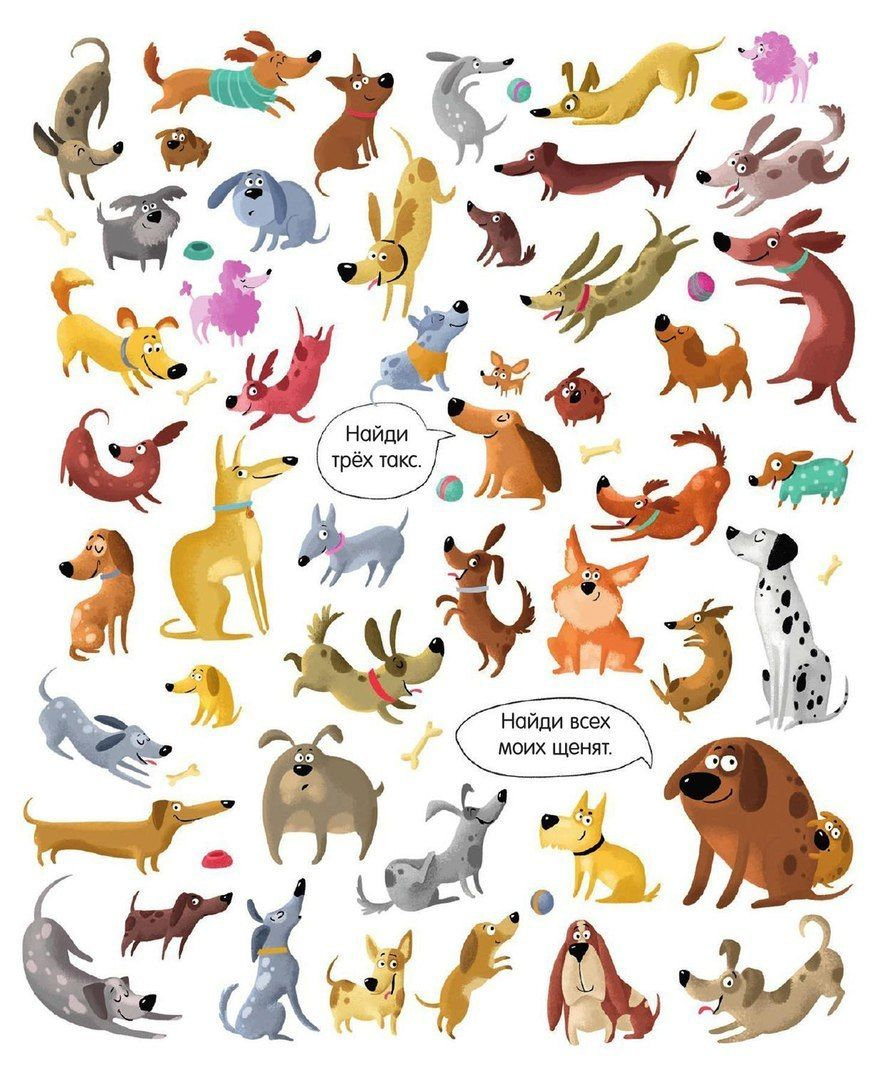 Найди
трёх такс.
Найди всех
моих щенят.